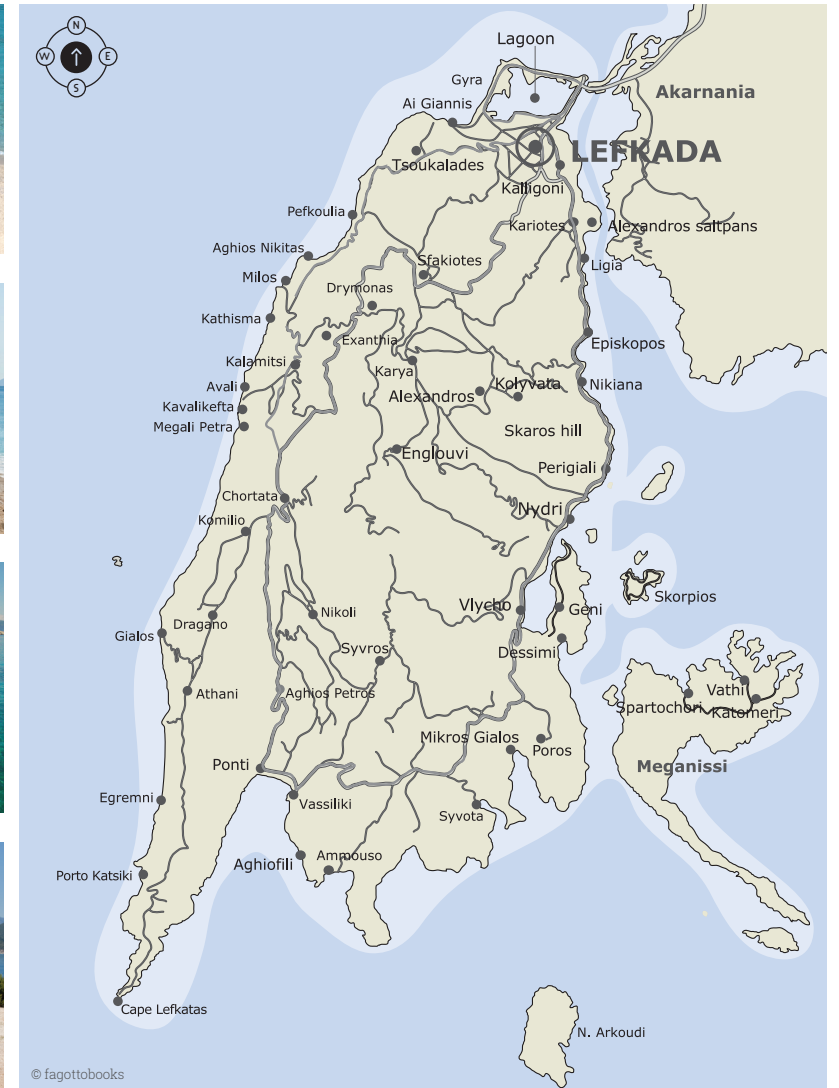 N
W
E
S
Lagoon
Gyra
Akarnania
Ai Giannis
LEFKADA
Tsoukalades
Kalligoni
Pefkoulia
Kariotes
Alexandros saltpans
Aghios Nikitas
Sfakiotes
Ligia
Milos
Drymonas
Kathisma
Exanthia
Episkopos
Kalamitsi
Karya
Avali
Alexandros
Kolyvata
Nikiana
Kavalikefta
Megali Petra
Skaros hill
Englouvi
Perigiali
Chortata
Nydri
Komilio
Skorpios
Vlycho
Geni
Dragano
Nikoli
Gialos
Syvros
Dessimi
Athani
Aghios Petros
Vathi
Spartochori
Katomeri
Mikros Gialos
Poros
Ponti
Meganissi
Egremni
Vassiliki
Syvota
Aghiofili
Ammouso
Porto Katsiki
Cape Lefkatas
N. Arkoudi
© fagottobooks